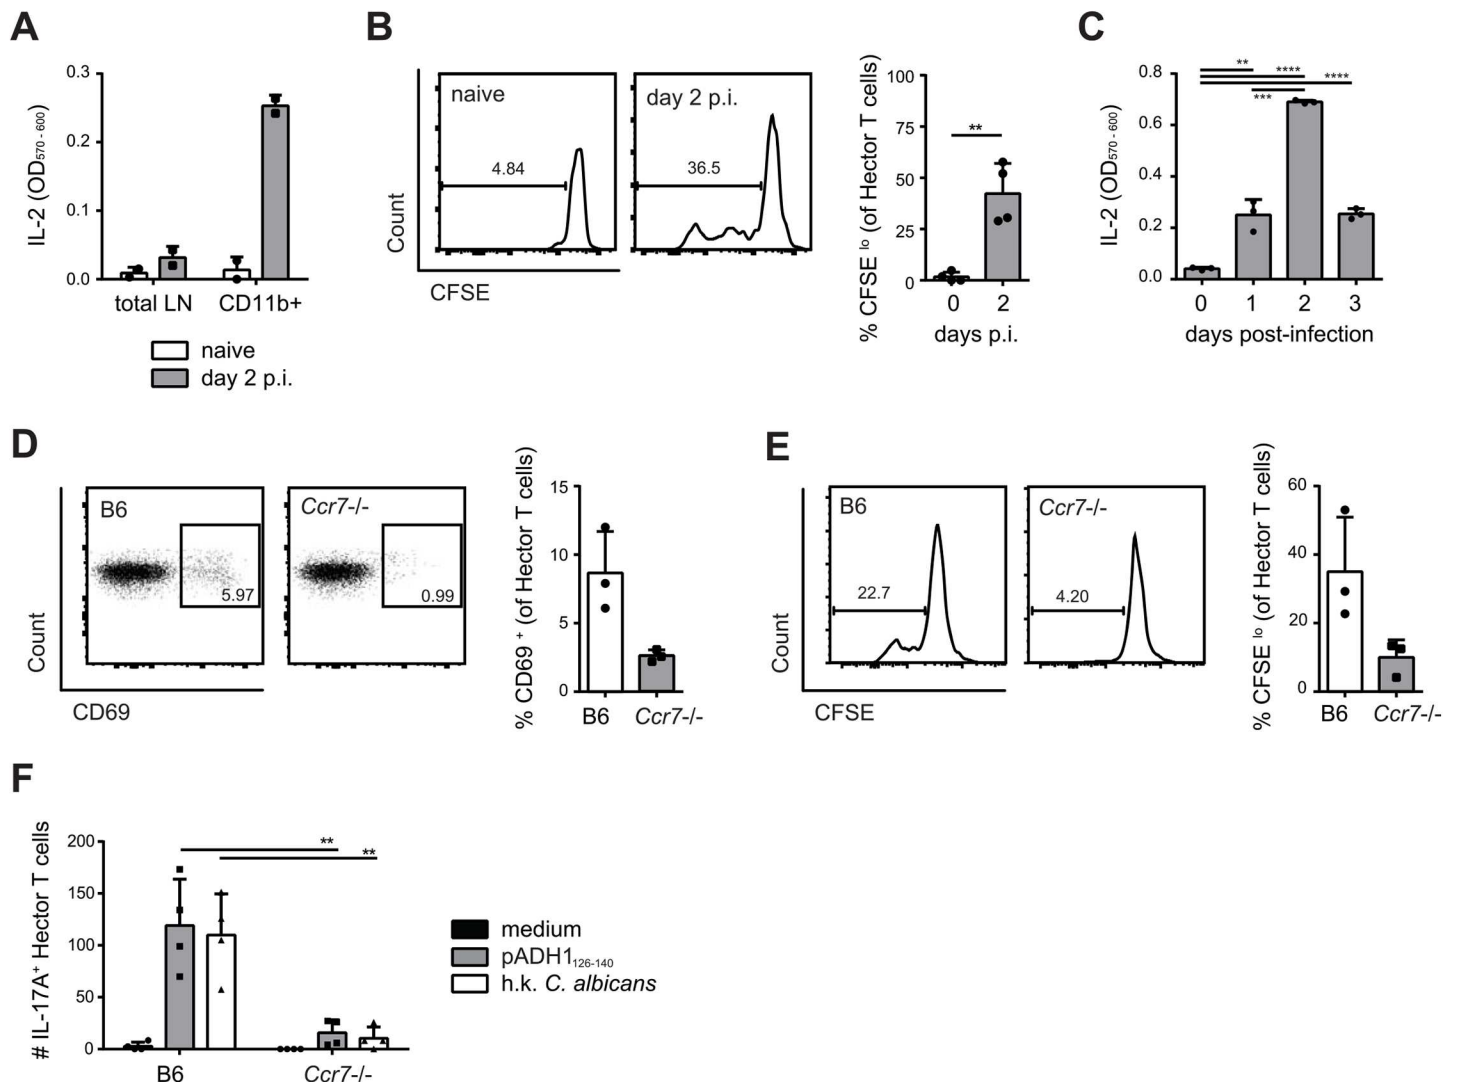 A
IL-2 (OD570 - 600)
0.3
0.2
0.1
0.0
total LN
CD11b+
naive
day 2 p.i.
B
Count
naive
4.84
day 2 p.i.
36.5
CFSE
% CFSE lo (of Hector T cells)
100
75
50
25
0
**
0
2
days p.i.
C
IL-2 (OD570 - 600)
0.8
0.6
0.4
0.2
0.0
**
****
****
***
0
1
2
3
days post-infection
D
Count
B6
5.97
Ccr7-/-
0.99
CD69
% CD69 + (of Hector T cells)
15
10
5
0
B6
Ccr7-/-
E
Count
B6
22.7
Ccr7-/-
4.20
CFSE
% CFSE lo (of Hector T cells)
60
40
20
0
B6
Ccr7-/-
F
# IL-17A+ Hector T cells
200
150
100
50
0
**
**
B6
Ccr7-/-
medium
pADH1126-140
h.k. C. albicans